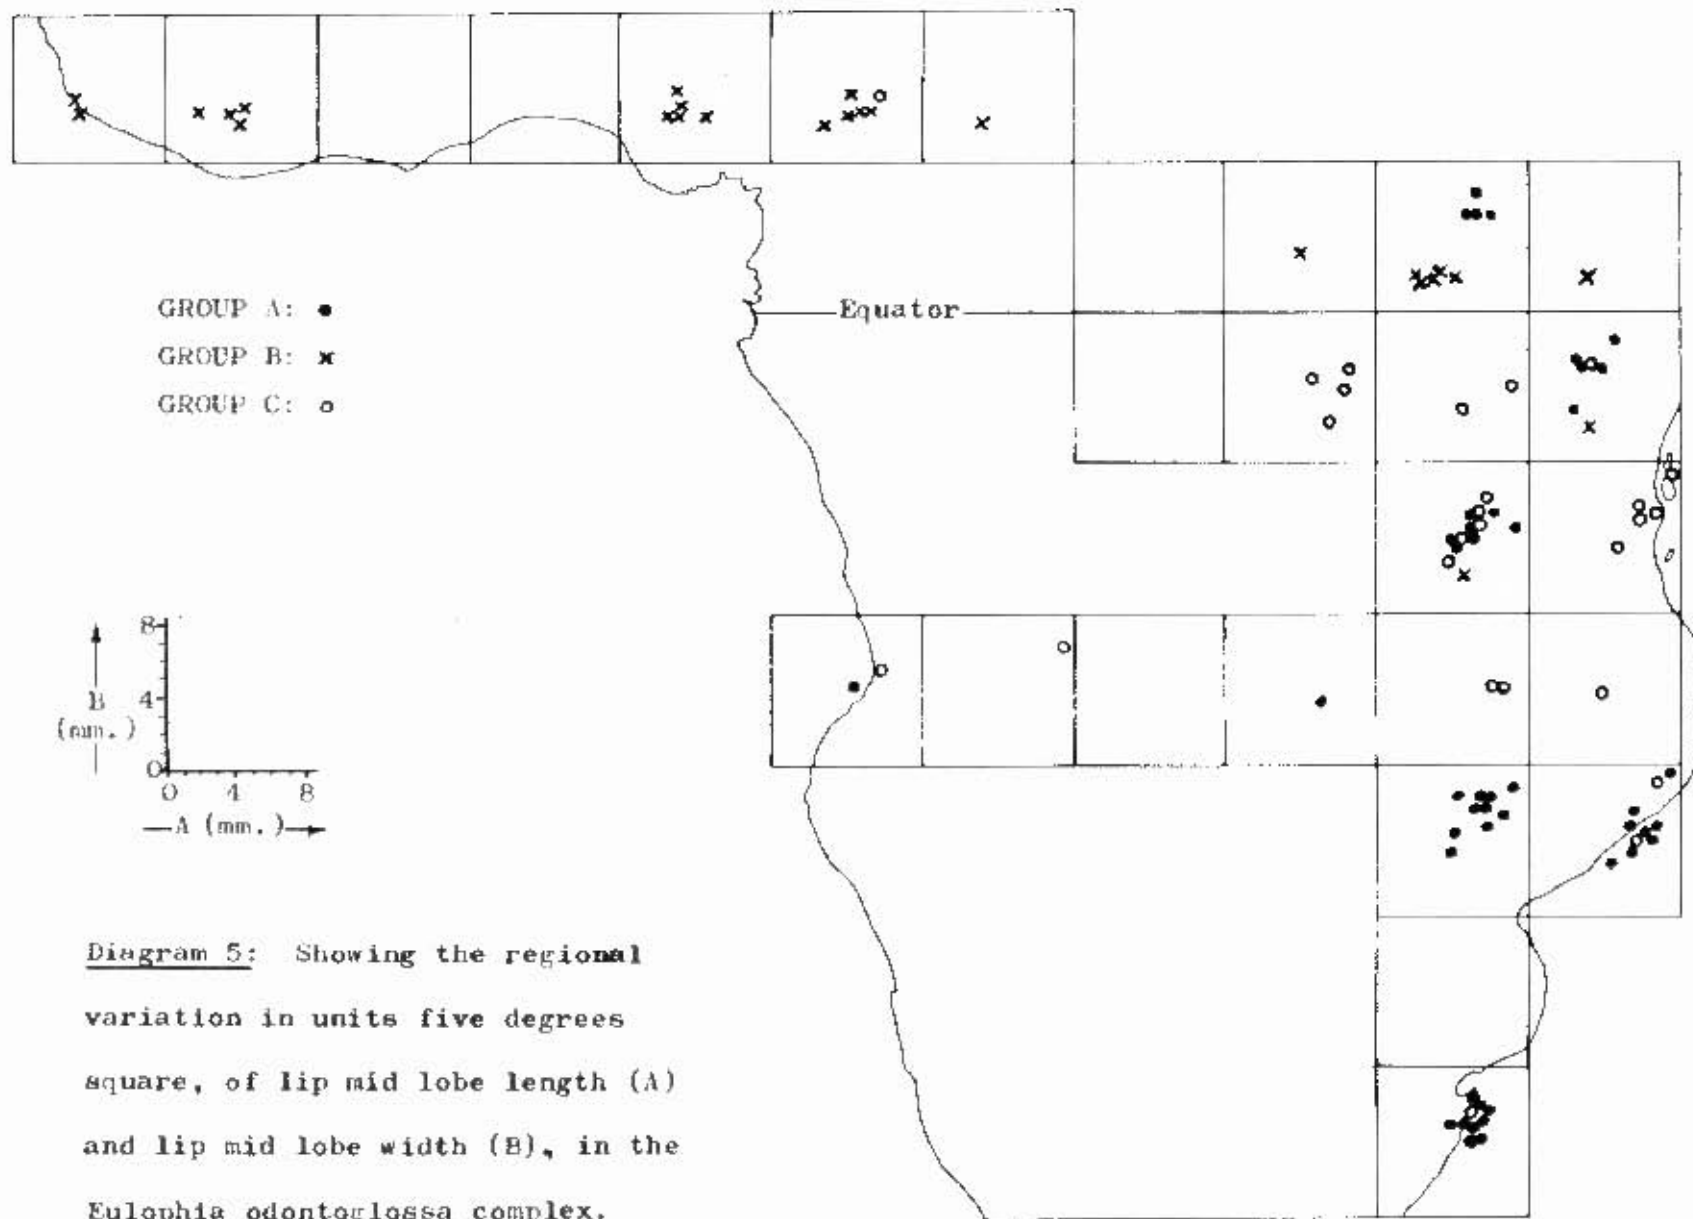 Equator
GROUP A:
GROUP B:
GROUP C:
8
B 4
(mm.)
0
0 4 8
A (mm.)
Diagram 5: Showing the regional
variation in units five degrees
square, of lip mid lobe length (A)
and lip mid lobe width (B), in the
Eulophia odontoglossa complex.